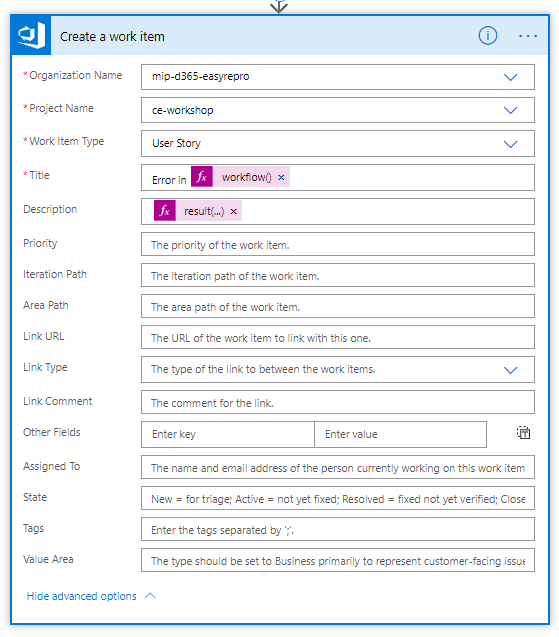 Create a work item
* Organization Name mip-d365-easyrepro
* Project Name ce-workshop
* Work Item Type User Story
* Title Error in fx workflow() ×
Description fx result(...) ×
Priority The priority of the work item.
Iteration Path The iteration path of the work item.
Area Path The area path of the work item.
Link URL The URL of the work item to link with this one.
Link Type The type of the link to between the work items.
Link Comment The comment for the link.
Other Fields Enter key Enter value
Assigned To The name and email address of the person currently working on this work item
State New = for triage; Active = not yet fixed; Resolved = fixed not yet verified; Close
Tags Enter the tags separated by ';'.
Value Area The type should be set to Business primarily to represent customer-facing issue
Hide advanced options